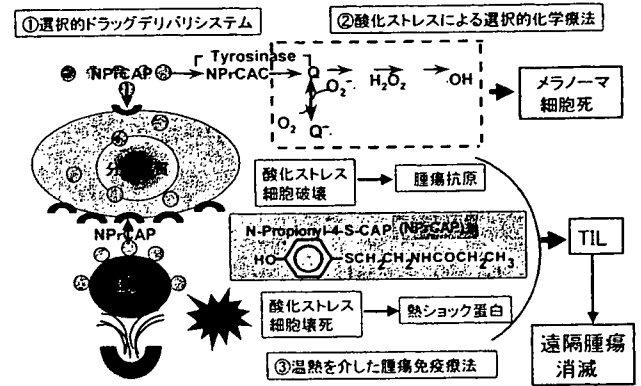 ①選択的ドラッグデリバリシステム
②酸化ストレスによる選択的化学療法
Tyrosinase
NPrCAP
NPrCAC
Q
O₂⁻.
H₂O₂
.OH
O₂
Q⁻.
メラノーマ
細胞死
酸化ストレス
細胞破壊
腫瘍抗原
NPrCAP
N-Propionyl-4-S-CAP (NPrCAP)
HO
SCH₂CH₂NHCOCH₂CH₃
TIL
酸化ストレス
細胞壊死
熱ショック蛋白
遠隔腫瘍
消滅
③温熱を介した腫瘍免疫療法